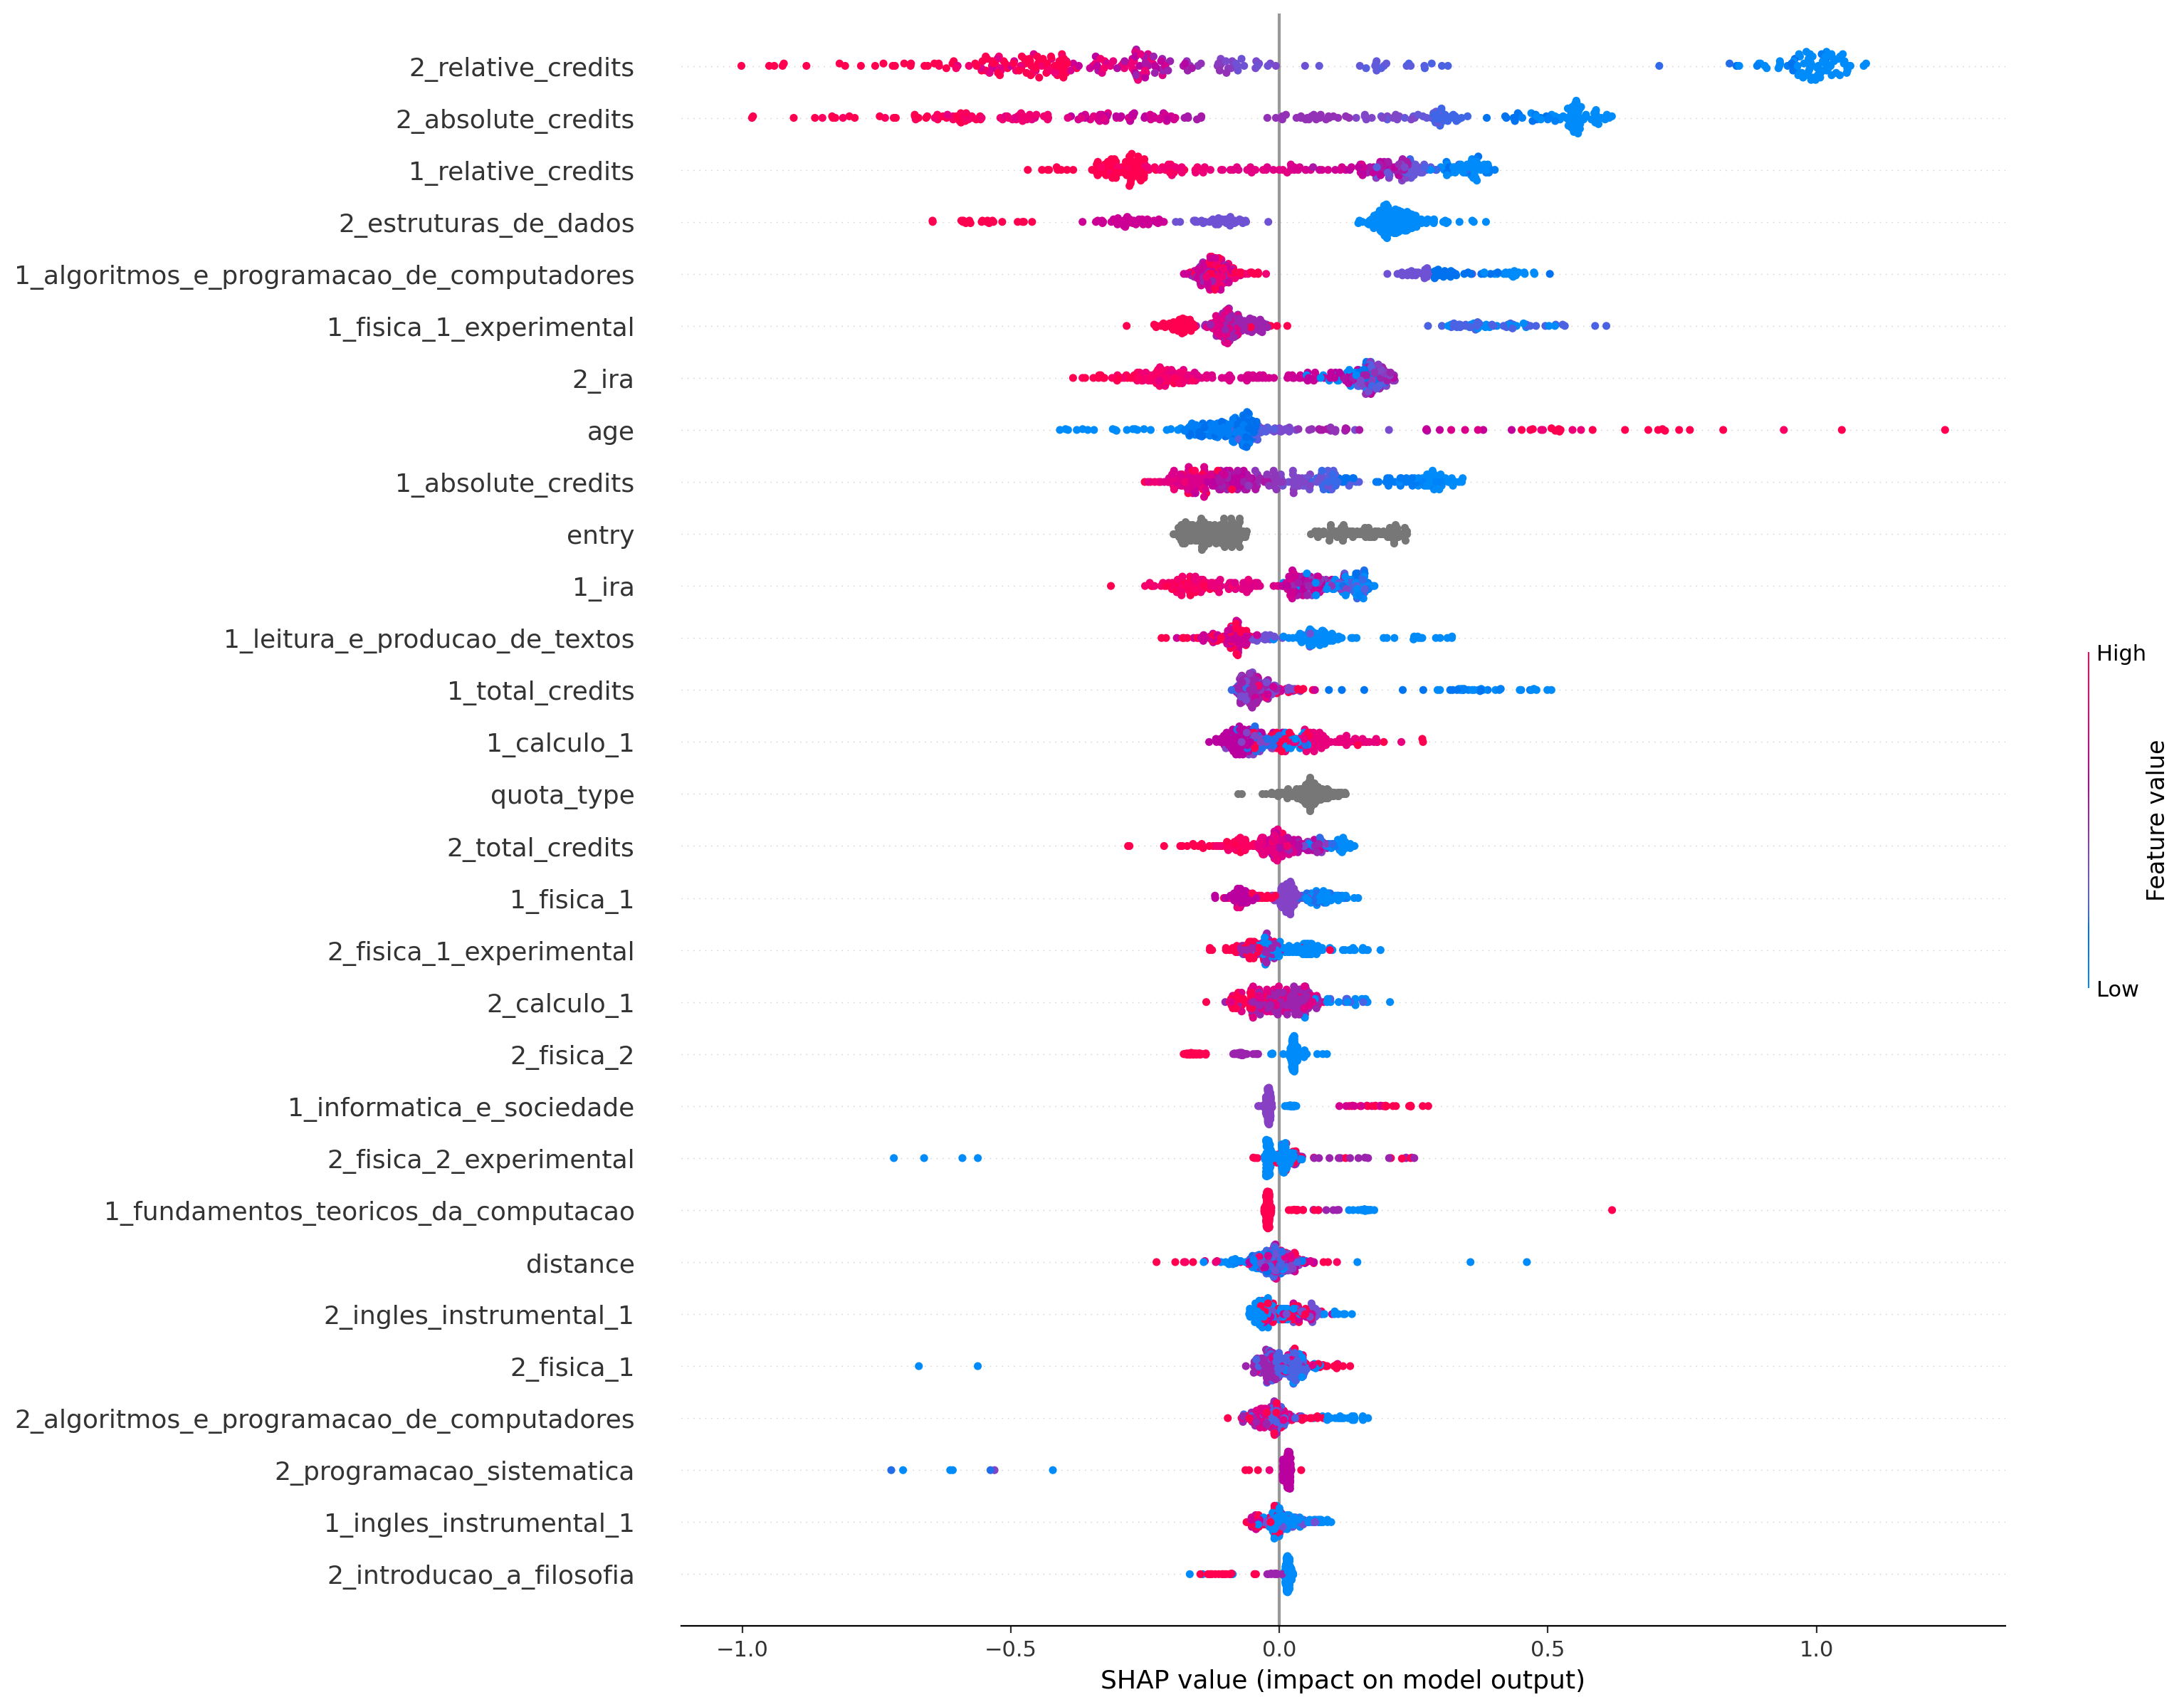 2_relative_credits
2_absolute_credits
1_relative_credits
2_estruturas_de_dados
1_algoritmos_e_programacao_de_computadores
1_fisica_1_experimental
2_ira
age
1_absolute_credits
entry
1_ira
1_leitura_e_producao_de_textos
1_total_credits
1_calculo_1
quota_type
2_total_credits
1_fisica_1
2_fisica_1_experimental
2_calculo_1
2_fisica_2
1_informatica_e_sociedade
2_fisica_2_experimental
1_fundamentos_teoricos_da_computacao
distance
2_ingles_instrumental_1
2_fisica_1
2_algoritmos_e_programacao_de_computadores
2_programacao_sistematica
1_ingles_instrumental_1
2_introducao_a_filosofia
−1.0 −0.5 0.0 0.5 1.0
SHAP value (impact on model output)
High
Feature value
Low